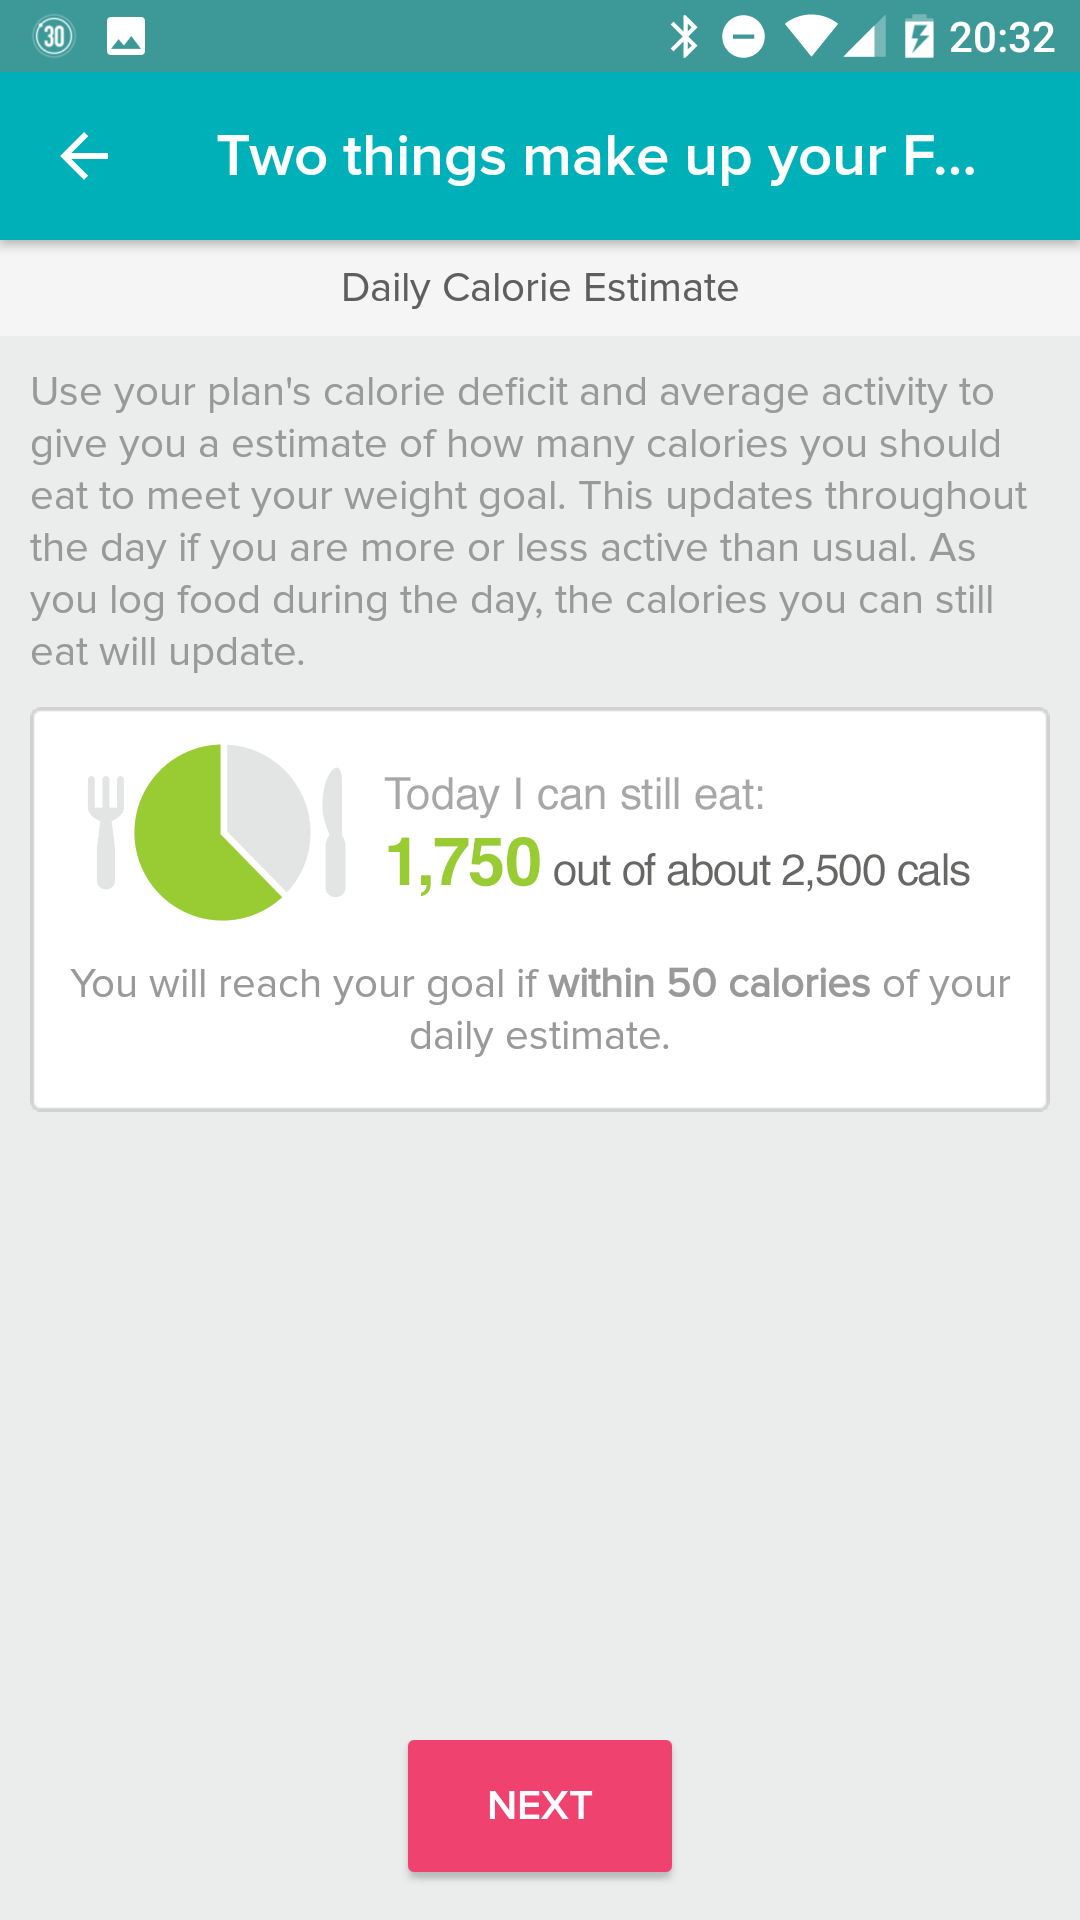 30
20:32
Two things make up your F...
Daily Calorie Estimate
Use your plan's calorie deficit and average activity to
give you a estimate of how many calories you should
eat to meet your weight goal. This updates throughout
the day if you are more or less active than usual. As
you log food during the day, the calories you can still
eat will update.
Today I can still eat:
1,750 out of about 2,500 cals
You will reach your goal if within 50 calories of your
daily estimate.
NEXT